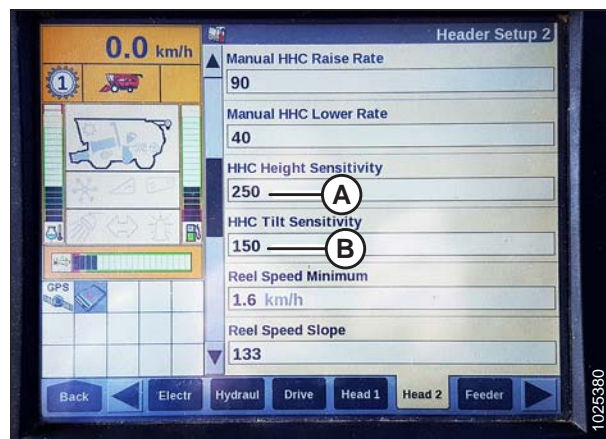 0.0 km/h
Header Setup 2
1
Manual HHC Raise Rate
90
Manual HHC Lower Rate
40
HHC Height Sensitivity
250
A
HHC Tilt Sensitivity
150
B
Reel Speed Minimum
1.6 km/h
GPS
Reel Speed Slope
133
Back
Electr
Hydraul
Drive
Head 1
Head 2
Feeder
1025380